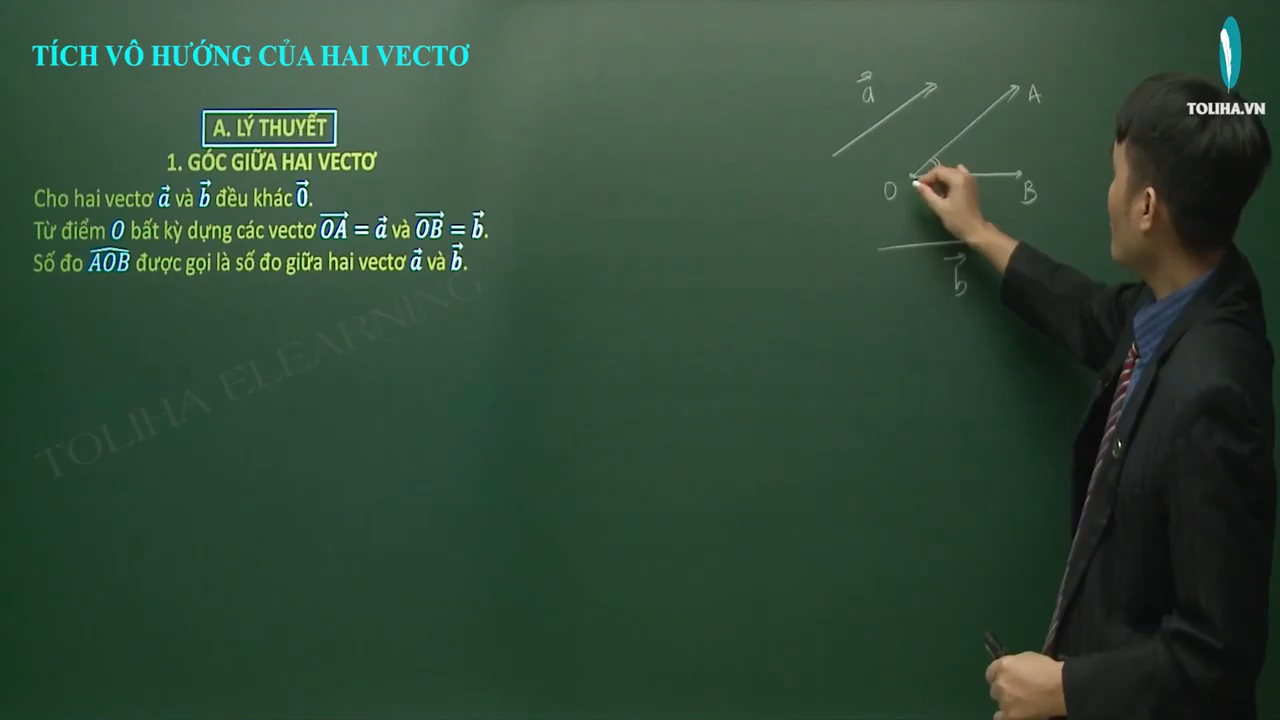 TÍCH VÔ HƯỚNG CỦA HAI VECTƠ
TOLIHA.VN
A. LÝ THUYẾT
1. GÓC GIỮA HAI VECTƠ
Cho hai vectơ a⃗ và b⃗ đều khác 0⃗.
Từ điểm O bất kỳ dựng các vectơ OA⃗ = a⃗ và OB⃗ = b⃗.
Số đo AOB̂ được gọi là số đo giữa hai vectơ a⃗ và b⃗.
TOLIHA ELEARNING
a⃗
A
O
B
b⃗